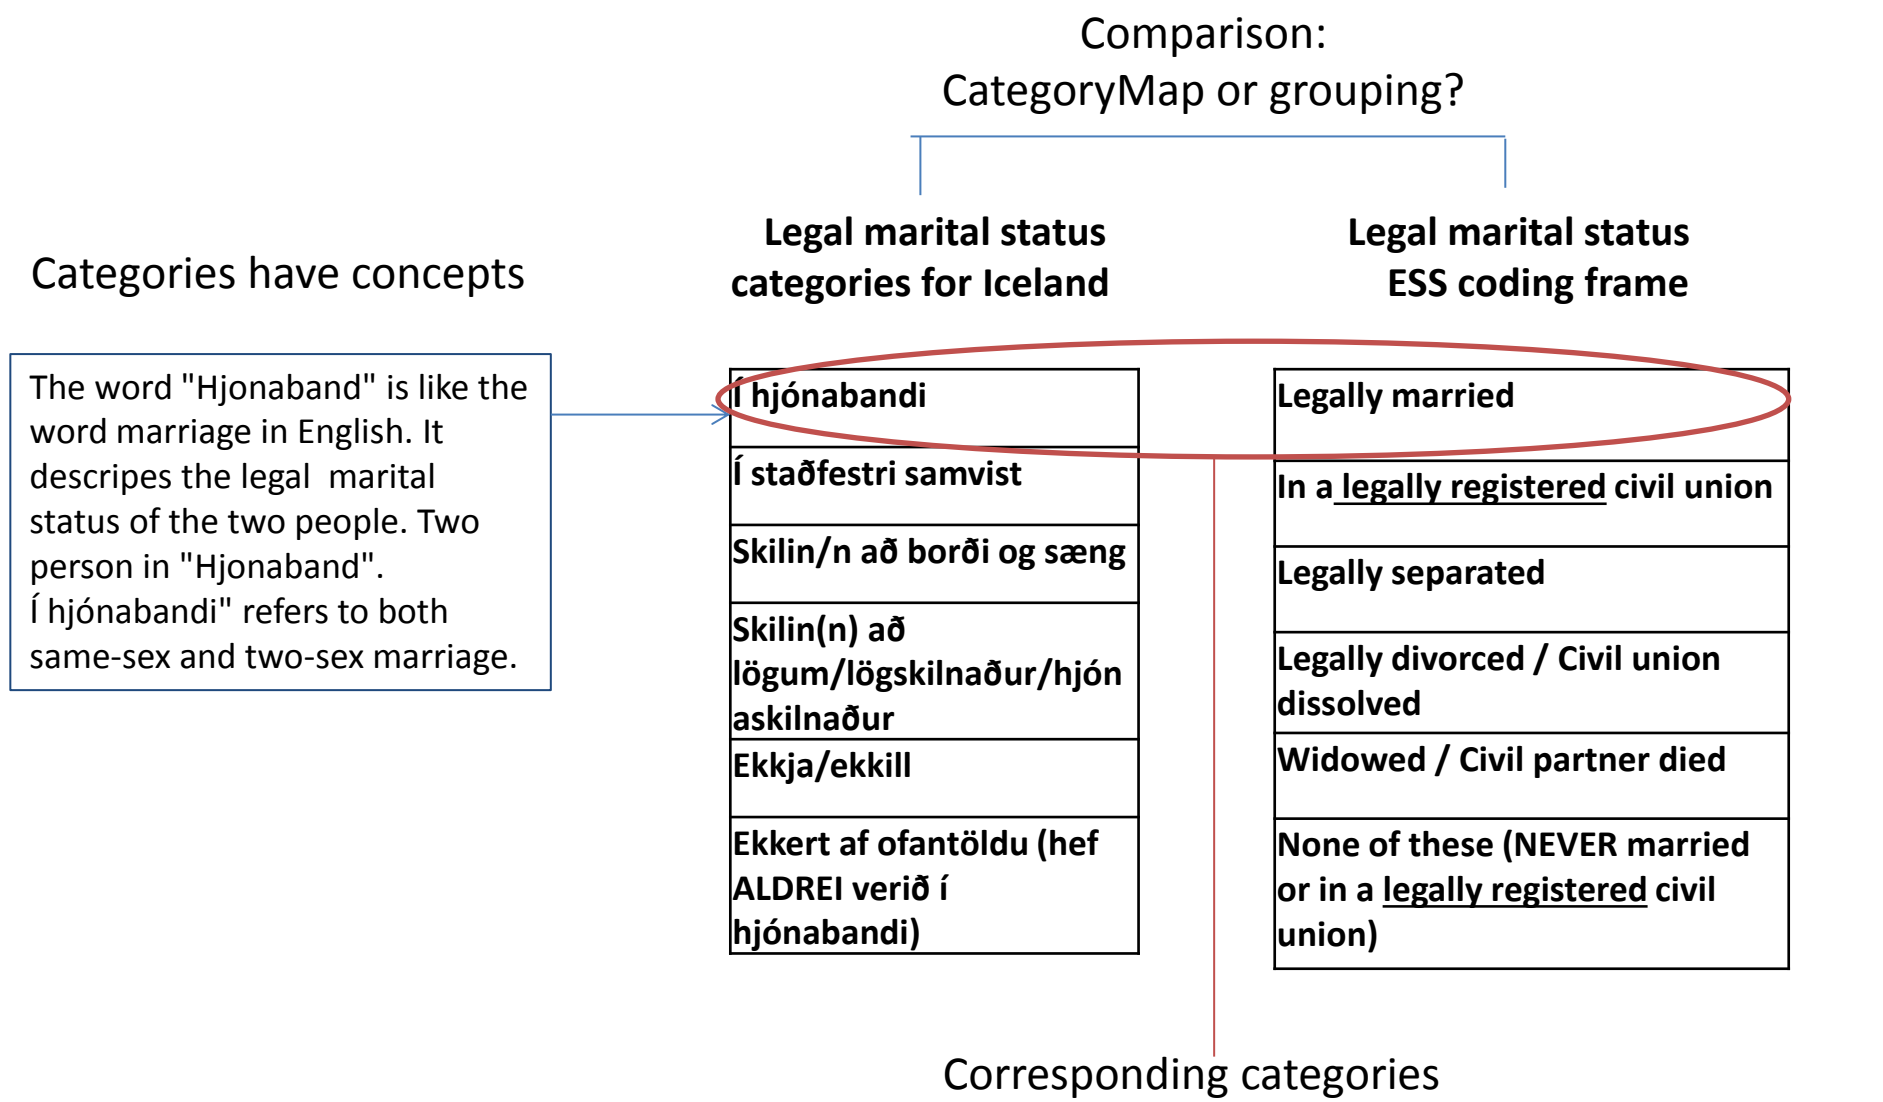 Comparison:
CategoryMap or grouping?
Categories have concepts
The word "Hjonaband" is like the
word marriage in English. It
descripes the legal  marital
status of the two people. Two
person in "Hjonaband".
Í hjónabandi" refers to both
same-sex and two-sex marriage.
Legal marital status
categories for Iceland
Í hjónabandi
Í staðfestri samvist
Skilin/n að borði og sæng
Skilin(n) að
lögum/lögskilnaður/hjón
askilnaður
Ekkja/ekkill
Ekkert af ofantöldu (hef
ALDREI verið í
hjónabandi)
Legal marital status
ESS coding frame
Legally married
In a legally registered civil union
Legally separated
Legally divorced / Civil union
dissolved
Widowed / Civil partner died
None of these (NEVER married
or in a legally registered civil
union)
Corresponding categories